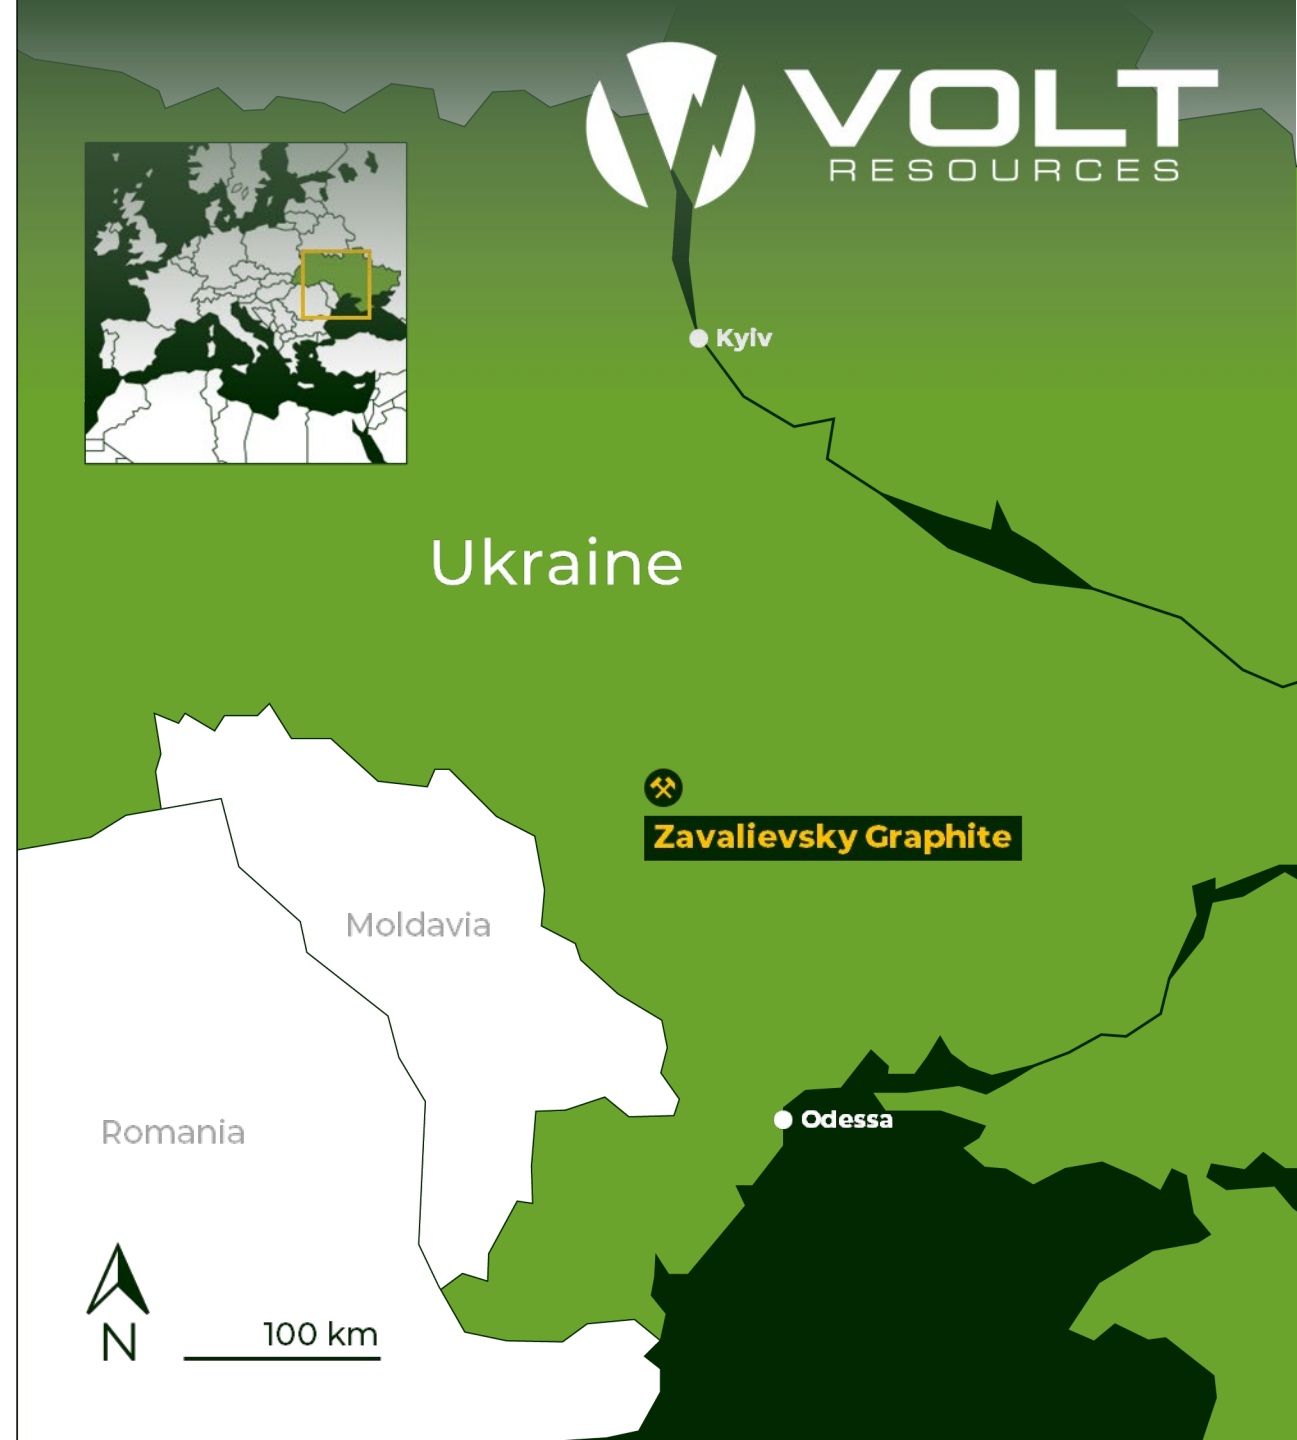 VOLT
RESOURCES
Kyiv
Ukraine
Zavalievsky Graphite
Moldavia
Odessa
Romania
100 km
N